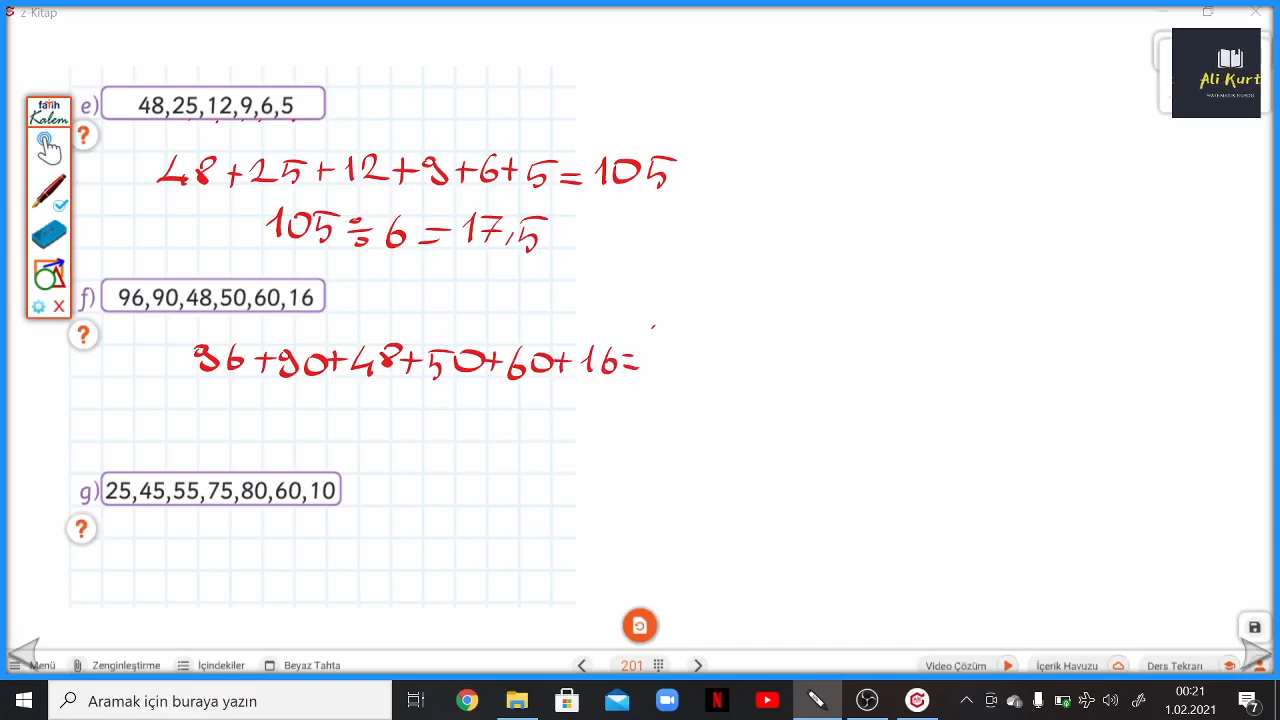 z-Kitap
Ali Kurt
fatih
Kalem
e) 48,25,12,9,6,5
?
48+25+12+9+6+5=105
105÷6=17,5
f) 96,90,48,50,60,16
?
96+90+48+50+60+16=
g) 25,45,55,75,80,60,10
?
Menü Zenginleştirme İçindekiler Beyaz Tahta 201 Video Çözüm İçerik Havuzu Ders Tekrarı
Aramak için buraya yazın
00:21
1.02.2021
7